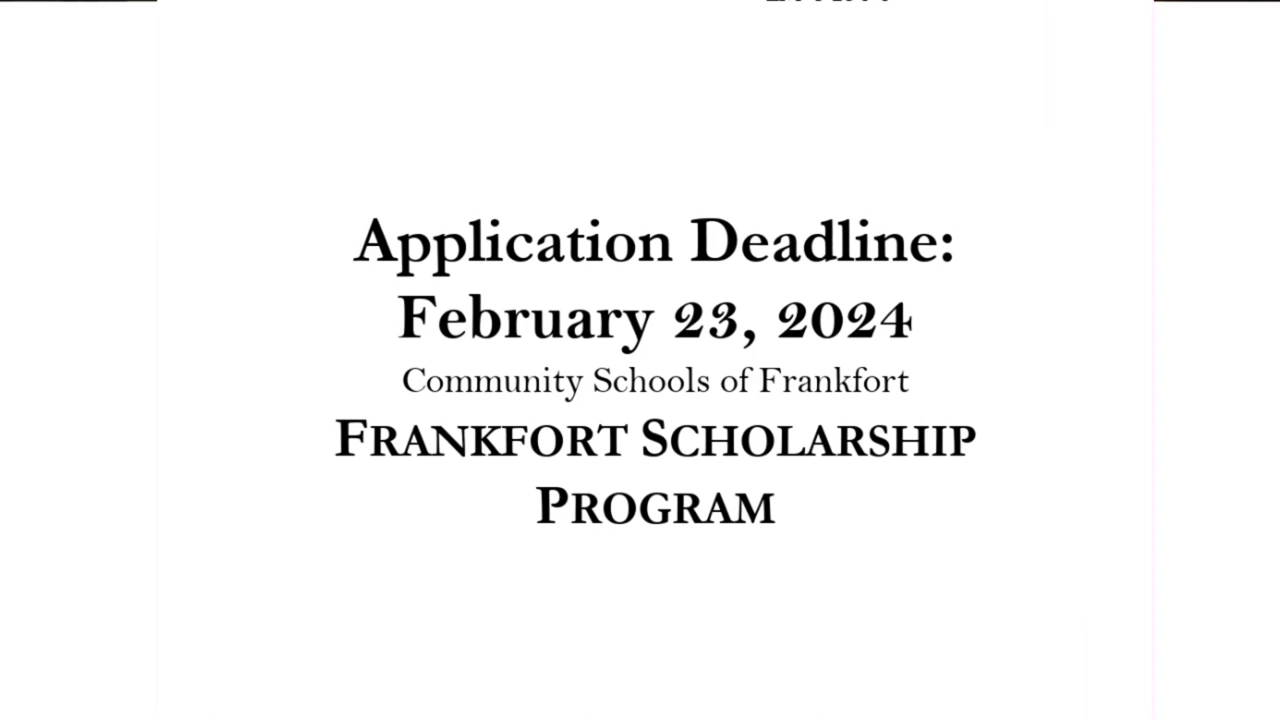 Application Deadline:
February 23, 2024
Community Schools of Frankfort
FRANKFORT SCHOLARSHIP
PROGRAM